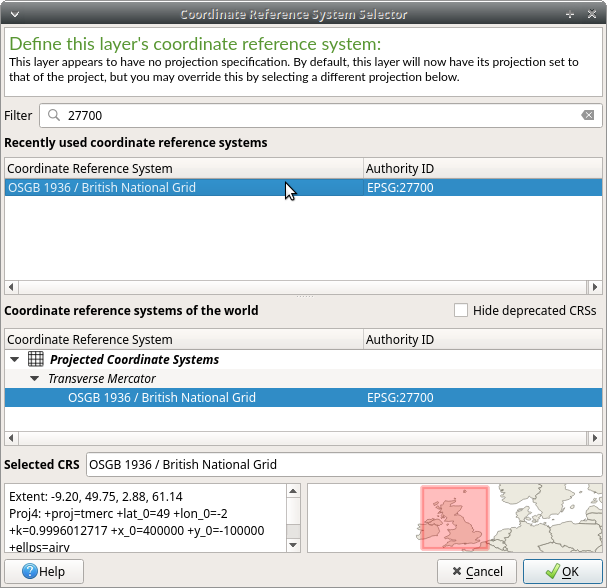 Coordinate Reference System Selector
Define this layer's coordinate reference system:
This layer appears to have no projection specification. By default, this layer will now have its projection set to
that of the project, but you may override this by selecting a different projection below.
Filter 27700
Recently used coordinate reference systems
Coordinate Reference System Authority ID
OSGB 1936 / British National Grid EPSG:27700
Coordinate reference systems of the world Hide deprecated CRSs
Coordinate Reference System Authority ID
Projected Coordinate Systems
Transverse Mercator
OSGB 1936 / British National Grid EPSG:27700
Selected CRS OSGB 1936 / British National Grid
Extent: -9.20, 49.75, 2.88, 61.14
Proj4: +proj=tmerc +lat_0=49 +lon_0=-2
+k=0.9996012717 +x_0=400000 +y_0=-100000
+ellps=airy
Help Cancel OK